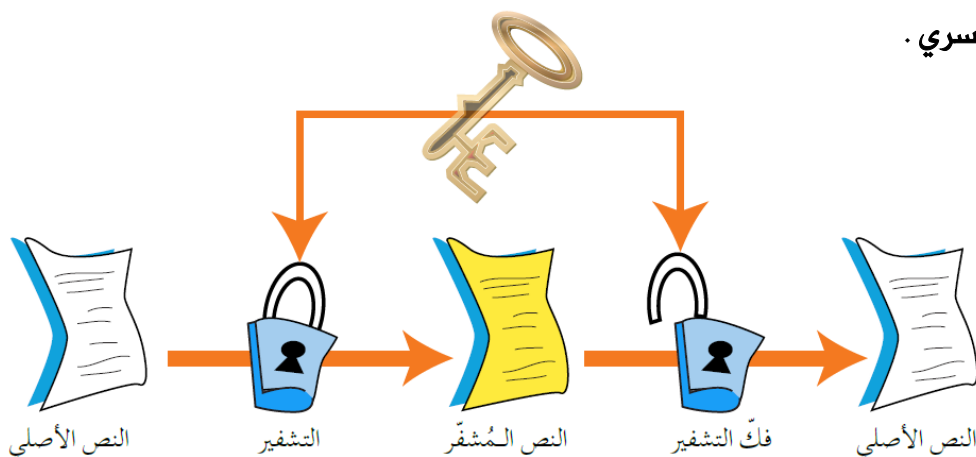 سري .
النص الأصلي
التشفير
النص الـمُشفّر
فكّ التشفير
النص الأصلي